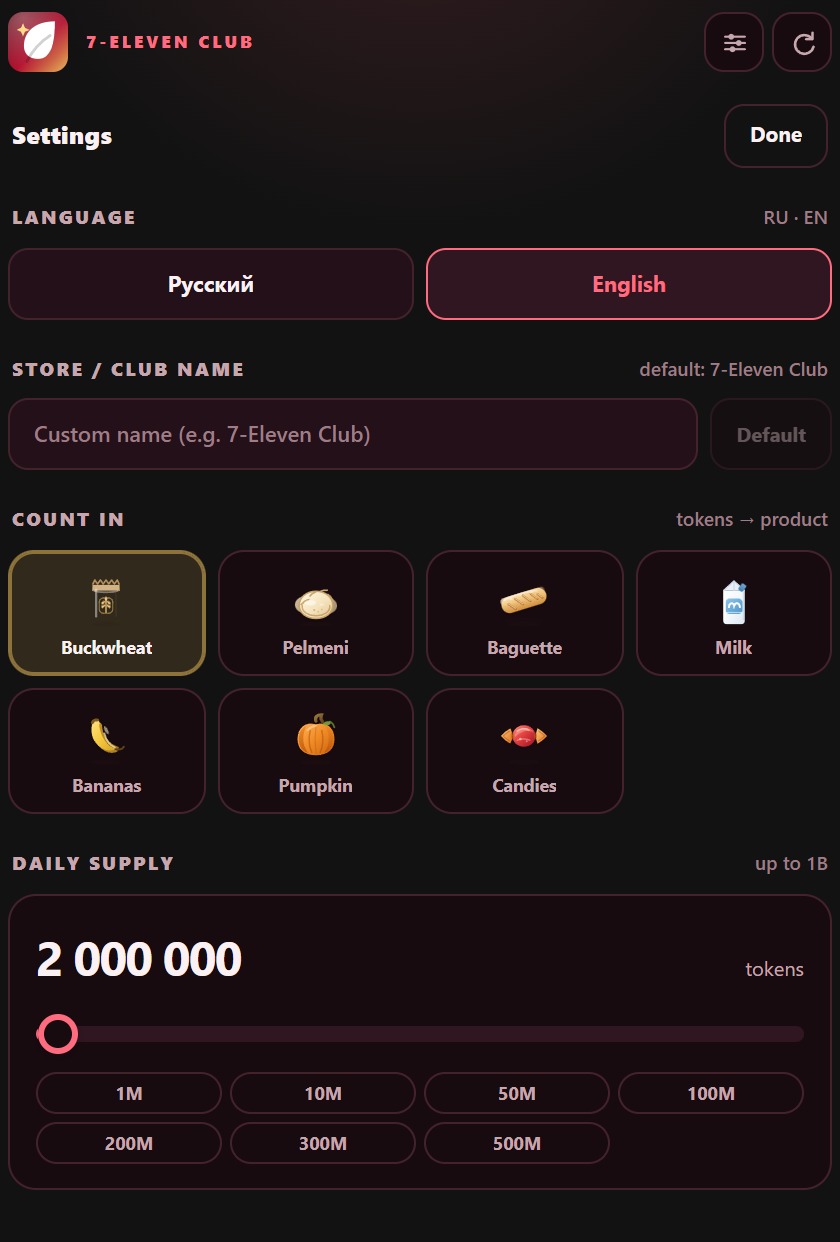 7-ELEVEN CLUB
Settings
Done
LANGUAGE
RU · EN
Русский
English
STORE / CLUB NAME
default: 7-Eleven Club
Custom name (e.g. 7-Eleven Club)
Default
COUNT IN
tokens → product
Buckwheat
Pelmeni
Baguette
Milk
Bananas
Pumpkin
Candies
DAILY SUPPLY
up to 1B
2 000 000
tokens
1M
10M
50M
100M
200M
300M
500M